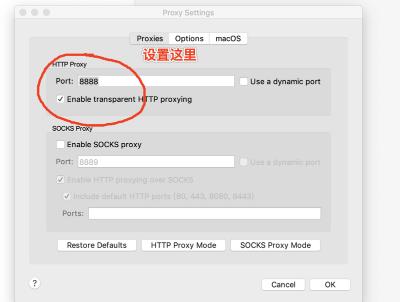 Proxy Settings
Proxies Options macOS
设置这里
HTTP Proxy
Port: 8888 Use a dynamic port
Enable transparent HTTP proxying
SOCKS Proxy
Enable SOCKS proxy
Port: 8889 Use a dynamic port
Enable HTTP proxying over SOCKS
Include default HTTP ports (80, 443, 8080, 8443)
Ports:
Restore Defaults HTTP Proxy Mode SOCKS Proxy Mode
? Cancel OK